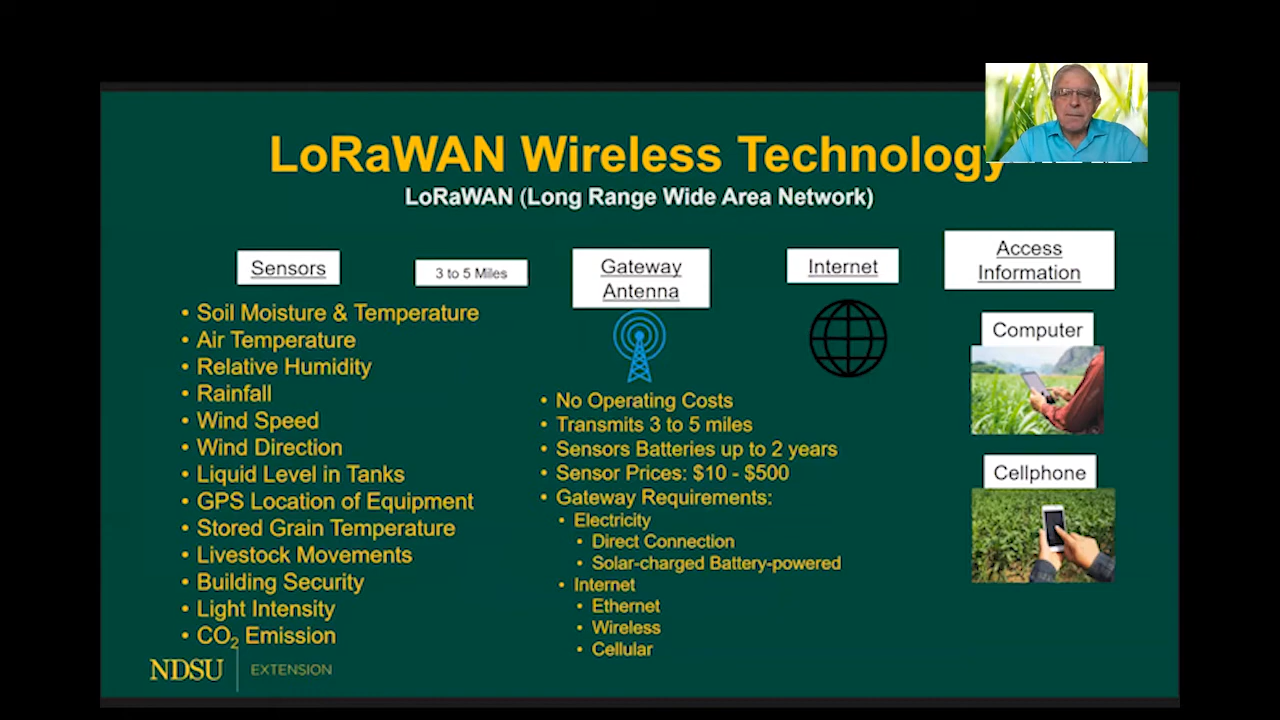 LoRaWAN Wireless Technology
LoRaWAN (Long Range Wide Area Network)
Sensors
3 to 5 Miles
Gateway
Antenna
Internet
Access
Information
• Soil Moisture & Temperature
• Air Temperature
• Relative Humidity
• Rainfall
• Wind Speed
• Wind Direction
• Liquid Level in Tanks
• GPS Location of Equipment
• Stored Grain Temperature
• Livestock Movements
• Building Security
• Light Intensity
• CO₂ Emission
• No Operating Costs
• Transmits 3 to 5 miles
• Sensors Batteries up to 2 years
• Sensor Prices: $10 - $500
• Gateway Requirements:
• Electricity
• Direct Connection
• Solar-charged Battery-powered
• Internet
• Ethernet
• Wireless
• Cellular
Computer
Cellphone
NDSU EXTENSION